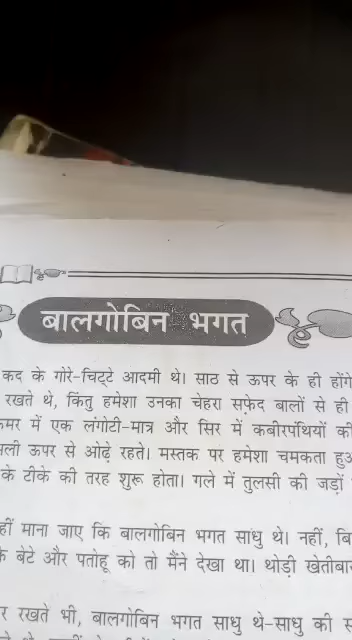 बालगोबिन भगत
कद के गोरे-चिट्टे आदमी थे। साठ से ऊपर के ही होंगे
रखते थे, किंतु हमेशा उनका चेहरा सफ़ेद बालों से ही
में एक लंगोटी-मात्र और सिर में कबीरपंथियों की
ऊपर से ओढ़े रहते। मस्तक पर हमेशा चमकता
के टीके की तरह शुरू होता। गले में तुलसी की जड़ों
माना जाए कि बालगोबिन भगत साधु थे। नहीं,
बेटे और पतोहू को तो मैंने देखा था। थोड़ी
रखते भी, बालगोबिन भगत साधु थे-साधु की